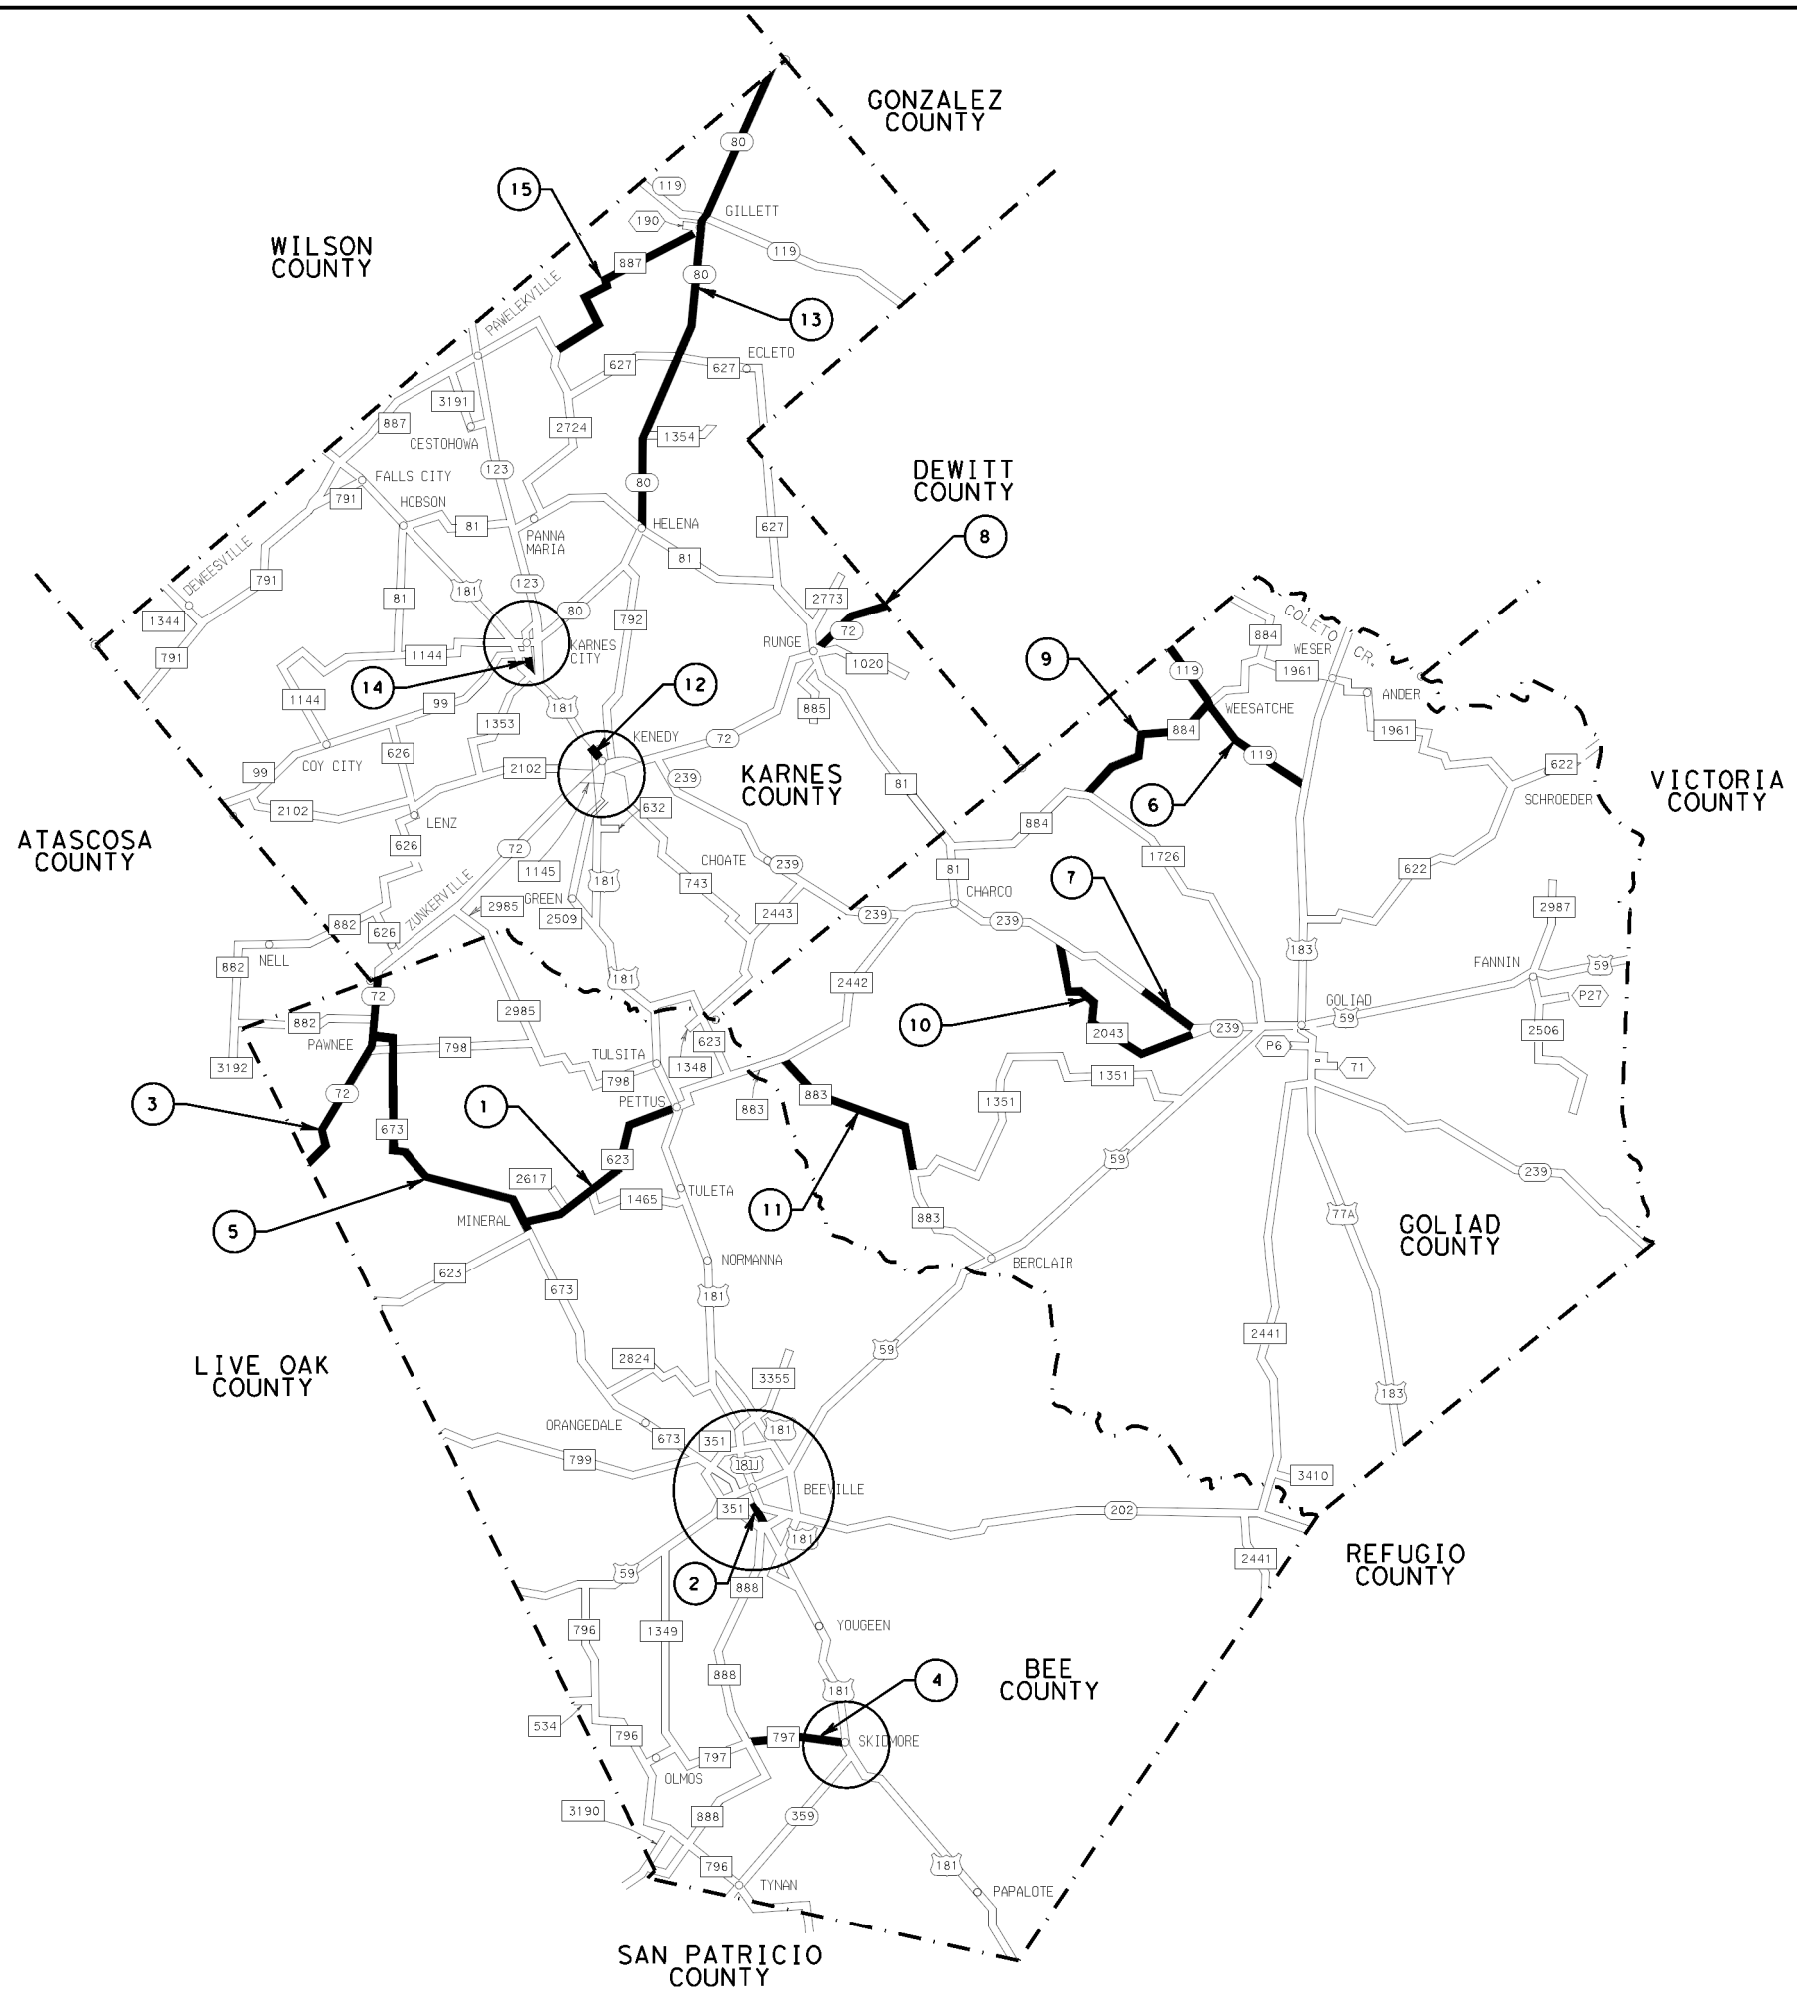 GONZALEZ
COUNTY
80
15
119
190
GILLETT
119
WILSON
COUNTY
887
80
PAWELEKVILLE
13
ECLETO
627
627
3191
887
2724
1354
CESTOHOWA
123
DEWITT
COUNTY
FALLS CITY
80
791
HCBSON
81
HELENA
627
8
PANNA
MARIA
DEWEESVILLE
81
791
181
123
81
80
2773
1344
792
COLETO
CR.
72
884
RUNGE
KARNES
CITY
WESER
791
1144
1020
9
119
1961
14
12
ANDER
1144
99
181
885
WEESATCHE
1353
884
1961
KENEDY
72
626
119
COY CITY
99
2102
239
KARNES
COUNTY
622
VICTORIA
COUNTY
81
6
2102
632
SCHROEDER
LENZ
884
ATASCOSA
COUNTY
626
72
1726
CHOATE
239
1145
81
622
7
181
743
ZUNKERVILLE
CHARCO
GREEN
2985
2509
2443
239
239
2987
882
626
183
NELL
FANNIN
882
59
181
2442
72
P27
GOLIAD
2985
59
882
10
239
2506
2043
PAWNEE
798
623
P6
TULSITA
3192
1348
71
798
1351
72
883
3
1
PETTUS
883
1351
673
11
623
59
2617
239
1465
TULETA
5
MINERAL
77A
883
GOLIAD
COUNTY
NORMANNA
BERCLAIR
623
673
181
2441
LIVE OAK
COUNTY
2824
59
3355
183
ORANGEDALE
673
351
181
799
181J
3410
BEEVILLE
351
202
181
REFUGIO
COUNTY
2441
59
2
888
796
1349
YOUGEEN
BEE
COUNTY
888
4
181
534
796
797
SKIDMORE
797
OLMOS
3190
888
359
796
181
TYNAN
PAPALOTE
SAN PATRICIO
COUNTY